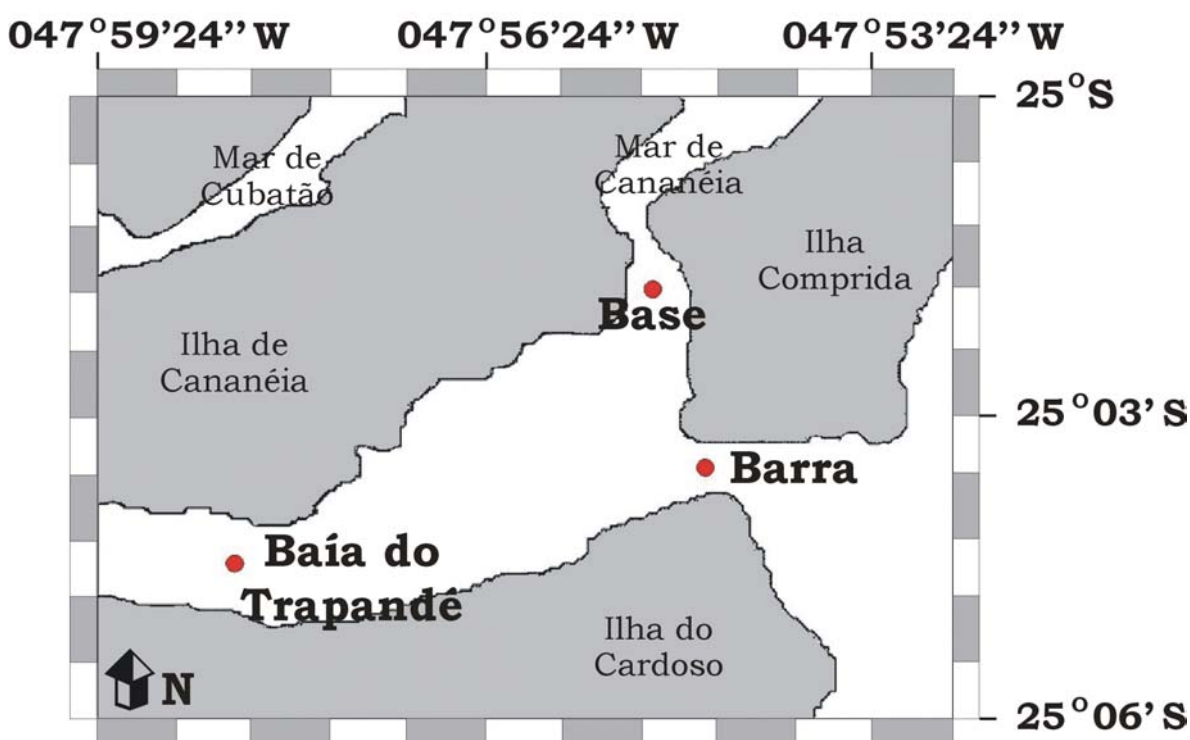 047°59'24” W
047°56'24” W
047°53'24” W
25°S
Mar de
Cubatão
Mar de
Cananéia
Ilha
Comprida
Base
Ilha de
Cananéia
25°03' S
Barra
Baía do
Trapandé
Ilha do
Cardoso
N
25°06' S